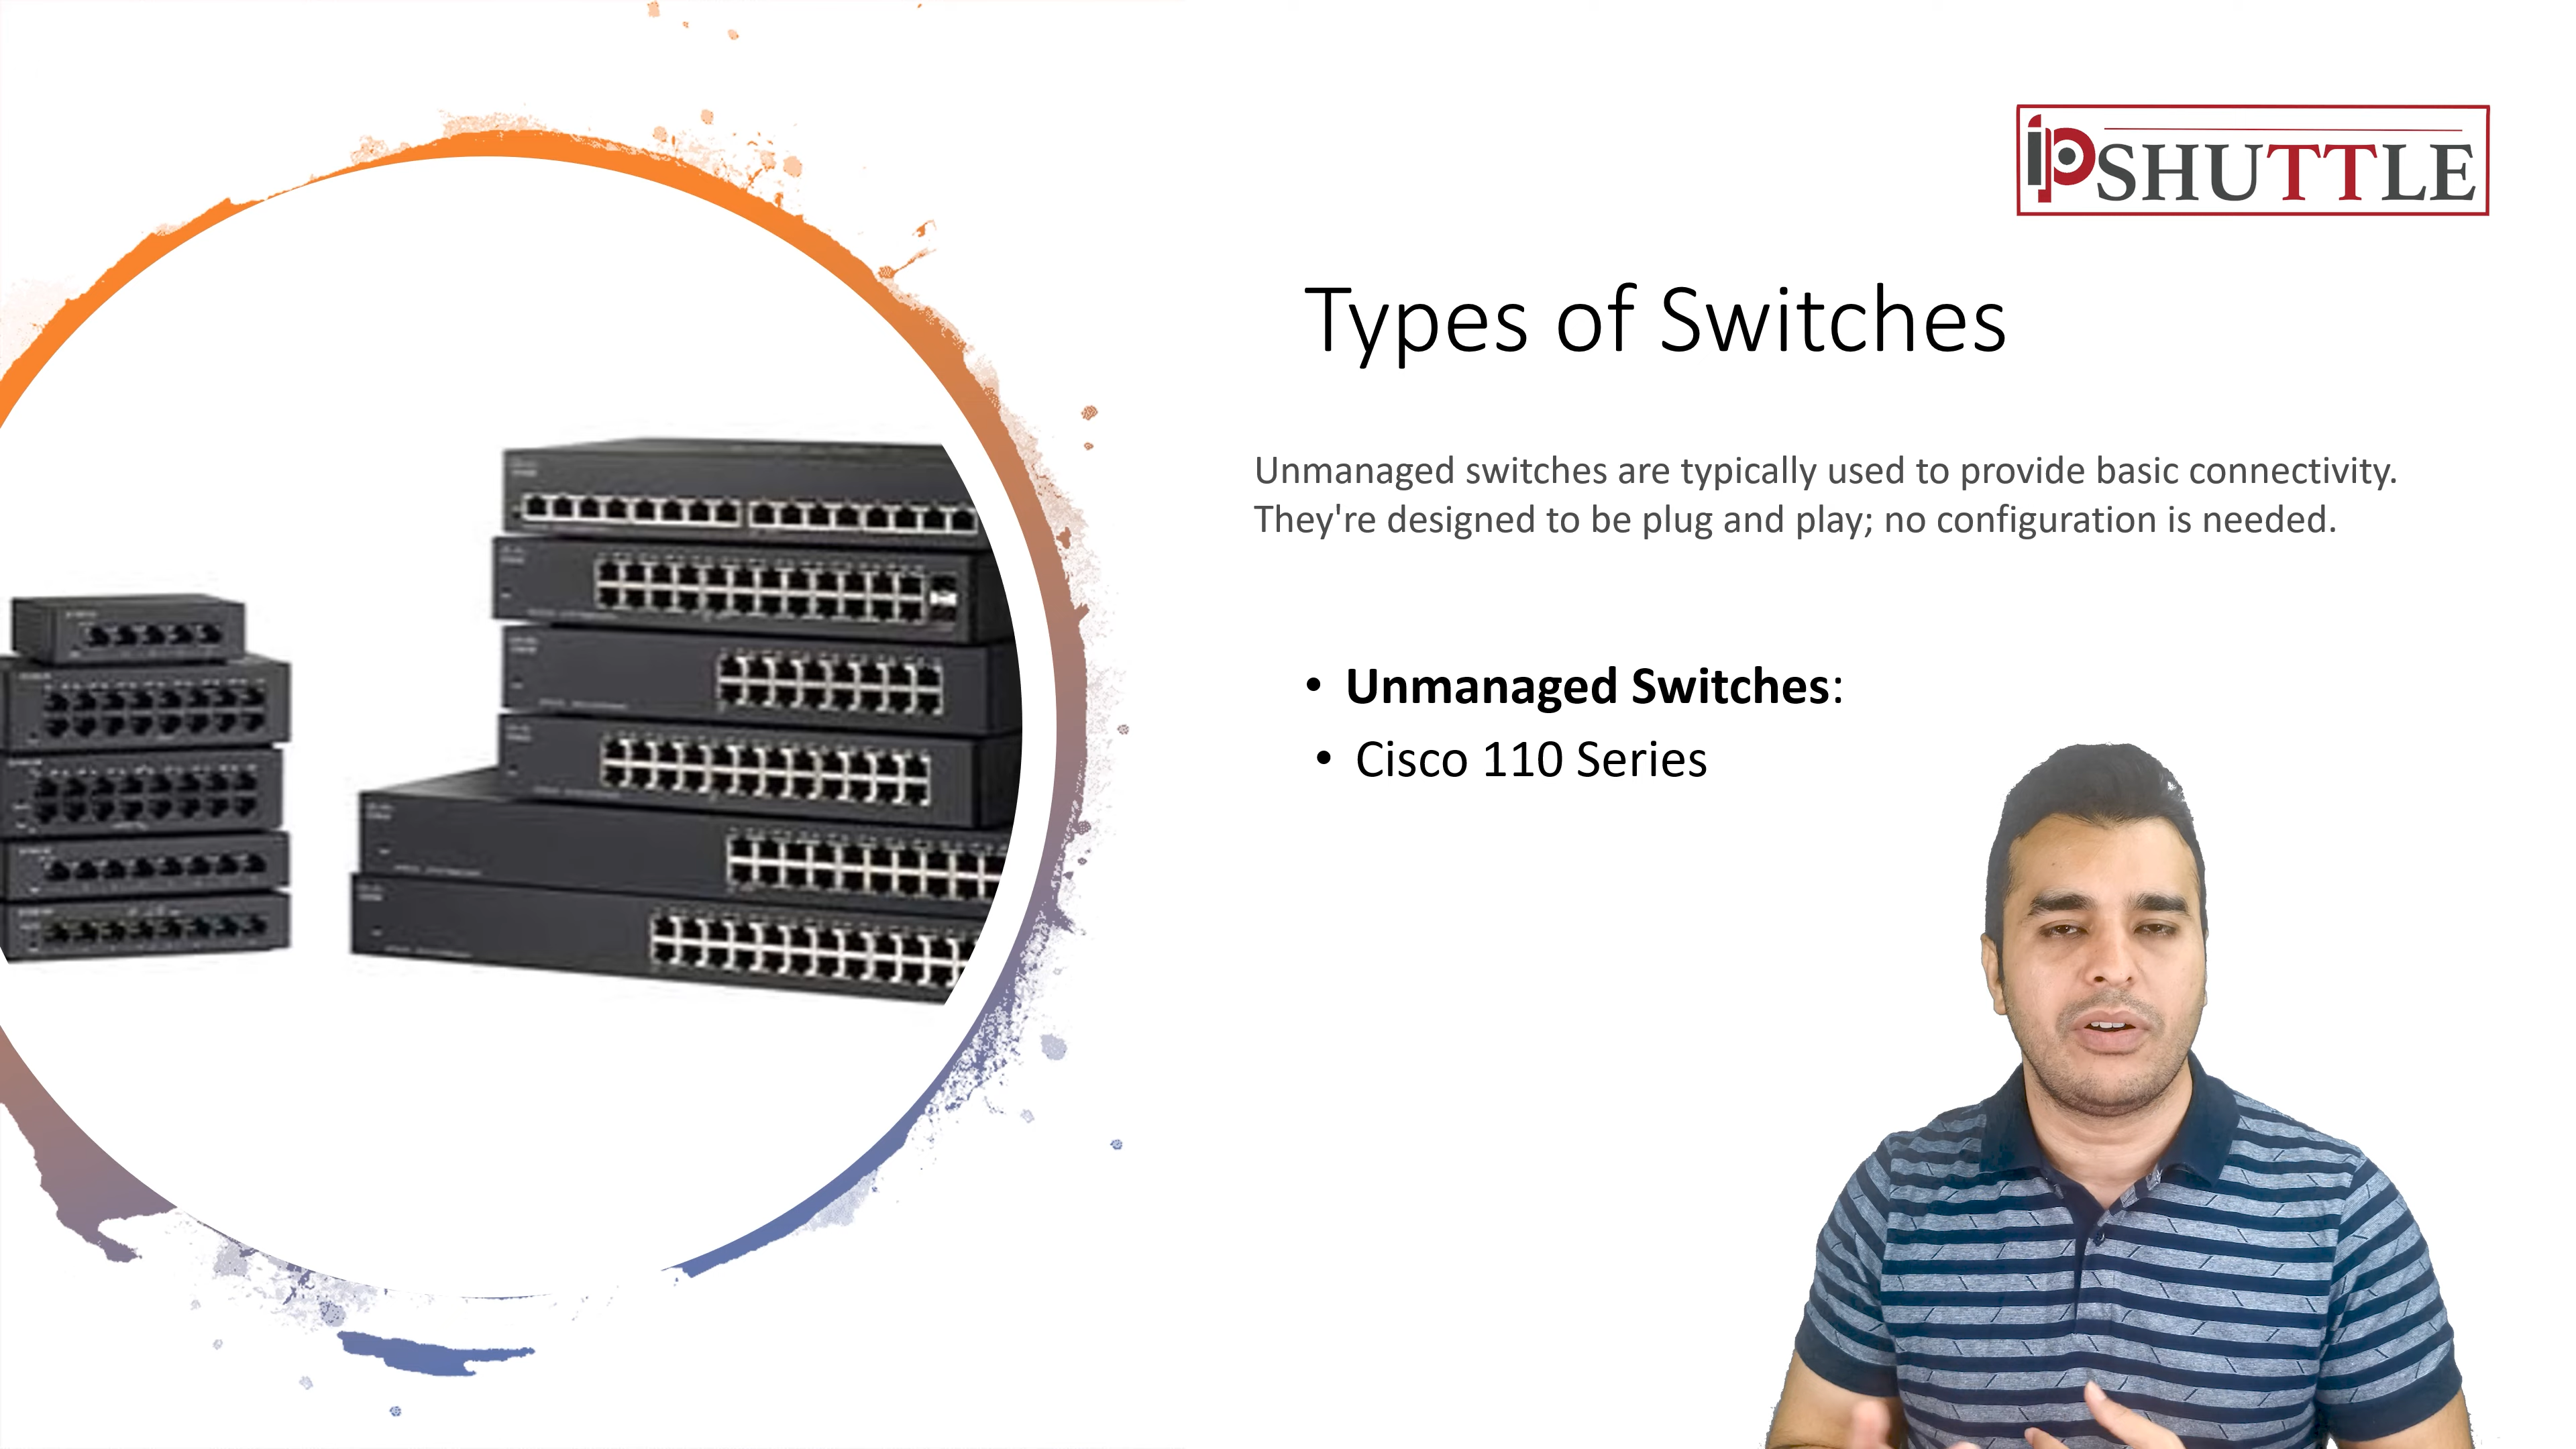 ipSHUTTLE
Types of Switches
Unmanaged switches are typically used to provide basic connectivity.
They're designed to be plug and play; no configuration is needed.
• Unmanaged Switches:
• Cisco 110 Series